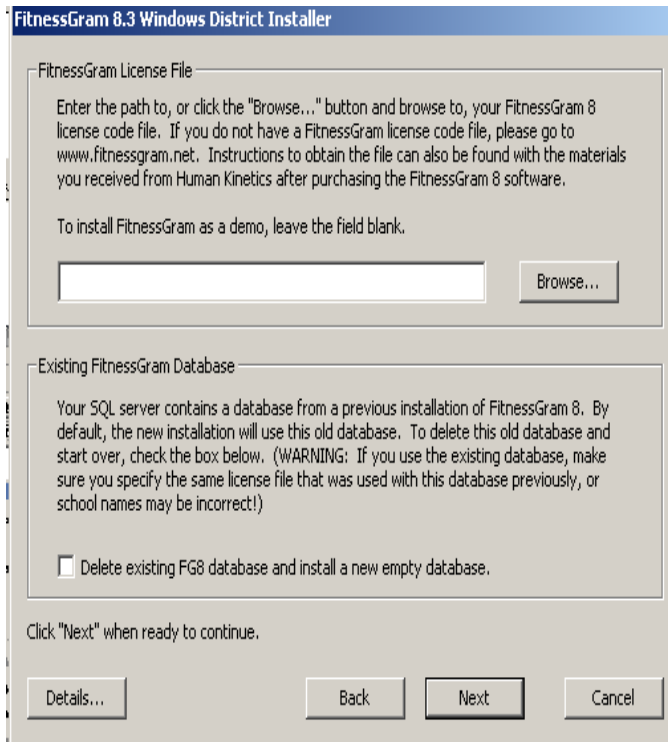 FitnessGram 8.3 Windows District Installer
FitnessGram License File
Enter the path to, or click the "Browse..." button and browse to, your FitnessGram 8
license code file. If you do not have a FitnessGram license code file, please go to
www.fitnessgram.net. Instructions to obtain the file can also be found with the materials
you received from Human Kinetics after purchasing the FitnessGram 8 software.
To install FitnessGram as a demo, leave the field blank.
Browse...
Existing FitnessGram Database
Your SQL server contains a database from a previous installation of FitnessGram 8. By
default, the new installation will use this old database. To delete this old database and
start over, check the box below. (WARNING: If you use the existing database, make
sure you specify the same license file that was used with this database previously, or
school names may be incorrect!)
Delete existing FG8 database and install a new empty database.
Click "Next" when ready to continue.
Details... Back Next Cancel